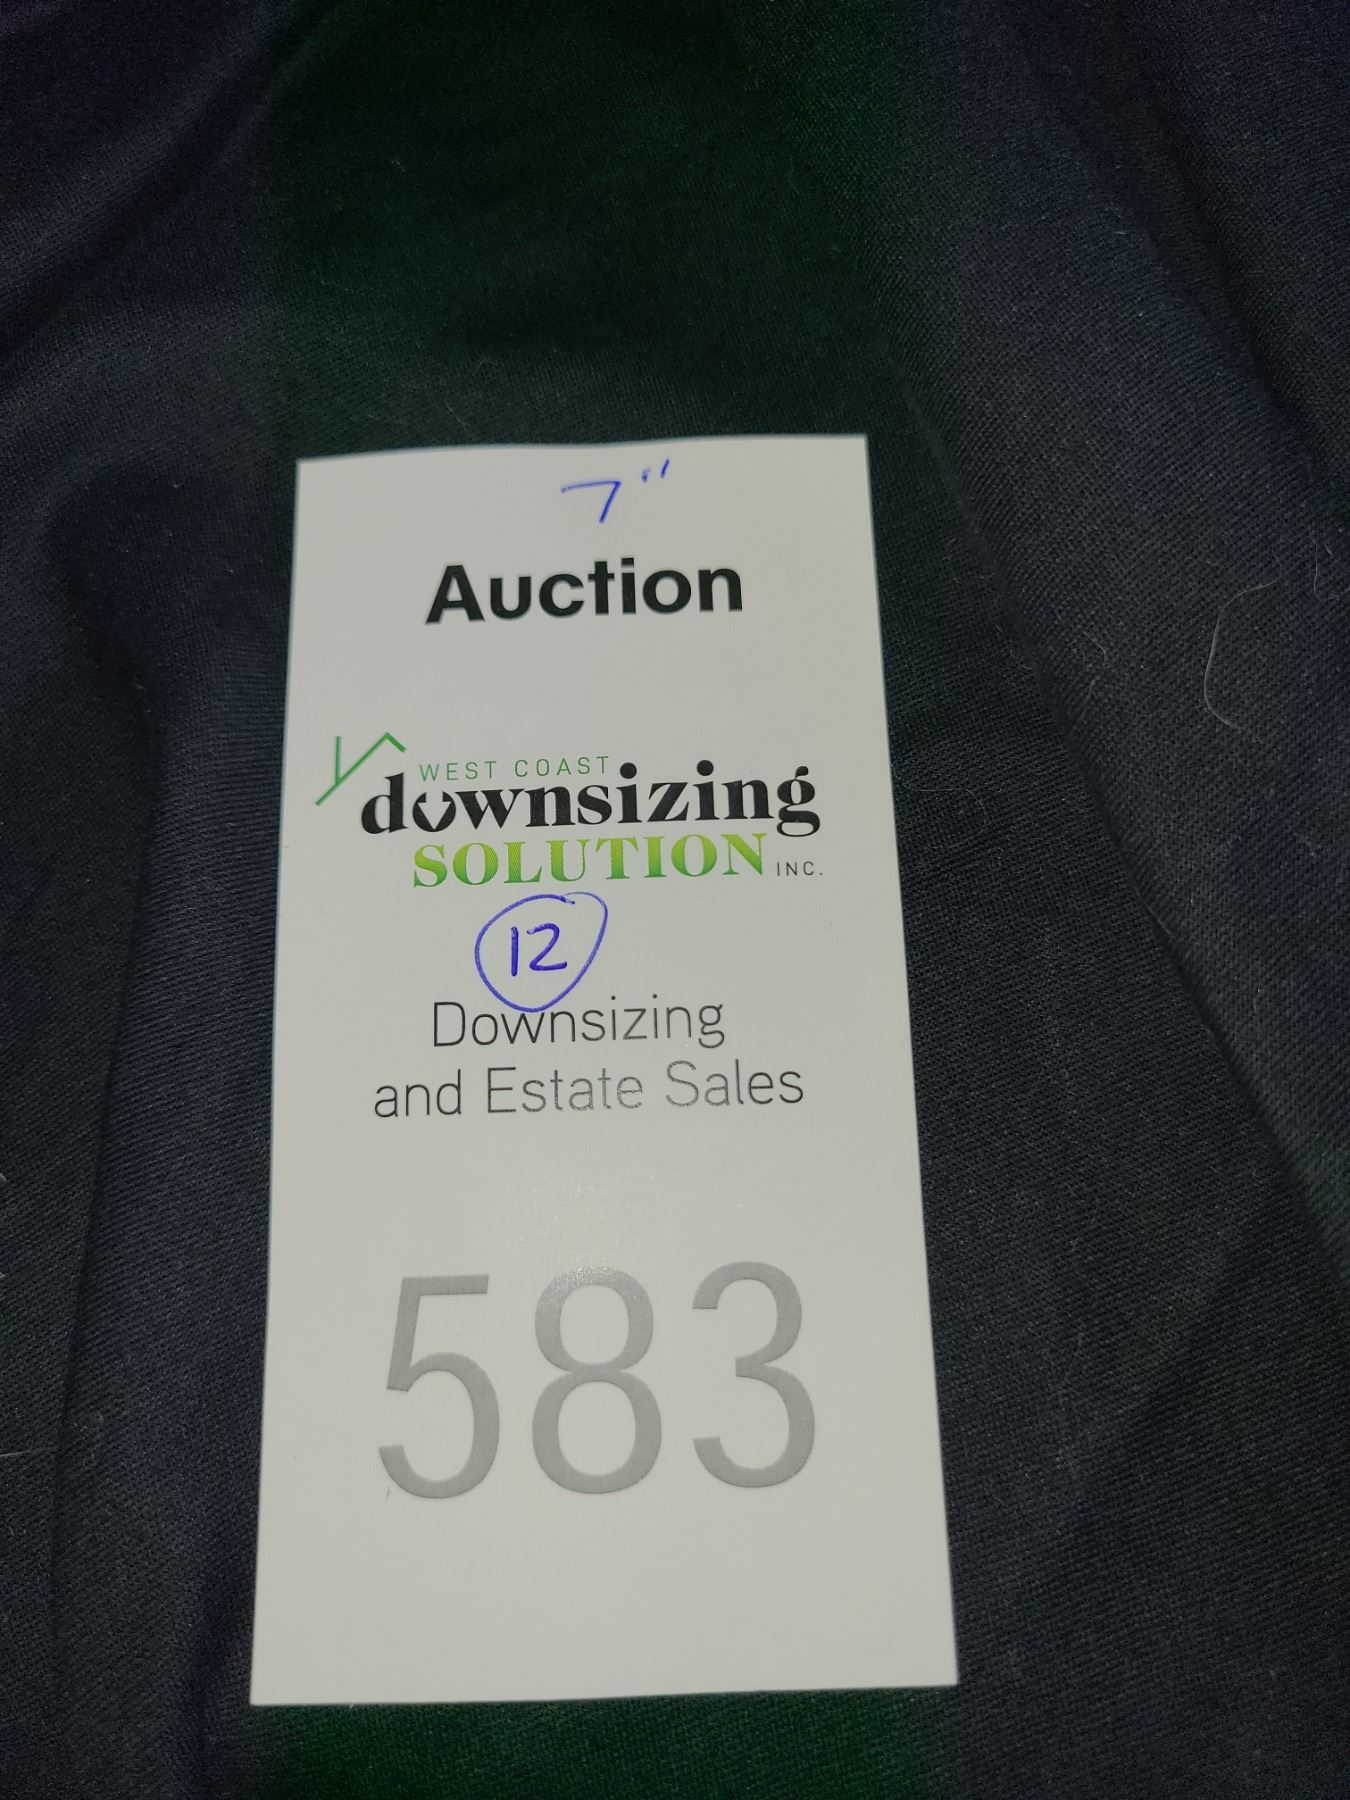 7"
Auction
WEST COAST
downsizing
SOLUTION INC.
12
Downsizing
and Estate Sales
583